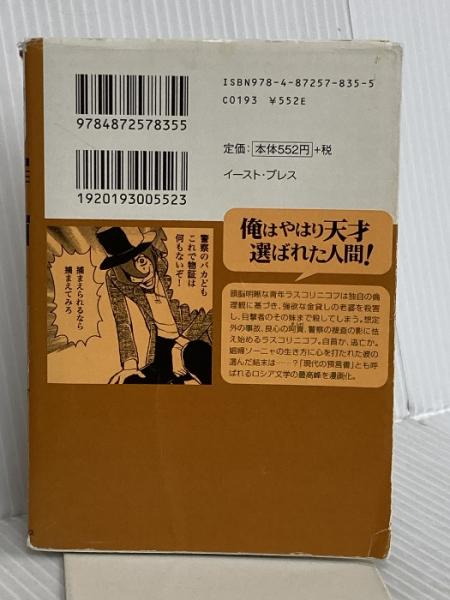 ISBN978-4-87257-835-5
C0193 ¥552E
9784872578355
定価：本体552円＋税
イースト・プレス
1920193005523
俺はやはり天才
選ばれた人間！
頭脳明晰な青年ラスコリニコフは独自の倫
理観に基づき、強欲な金貸しの老婆を殺害
し、目撃者のその妹まで殺してしまう。想定
外の事故、良心の呵責、警察の捜査の影に怯
え始めるラスコリニコフ。自首か、逃亡か。
娼婦ソーニャの生き方に心を打たれた彼の
選んだ結末は……？「現代の預言書」とも
呼ばれるロシア文学の最高峰を漫画化。
警察のバカども
これで物証は
何もないぞ！
捕まえられるなら
捕まえてみろ